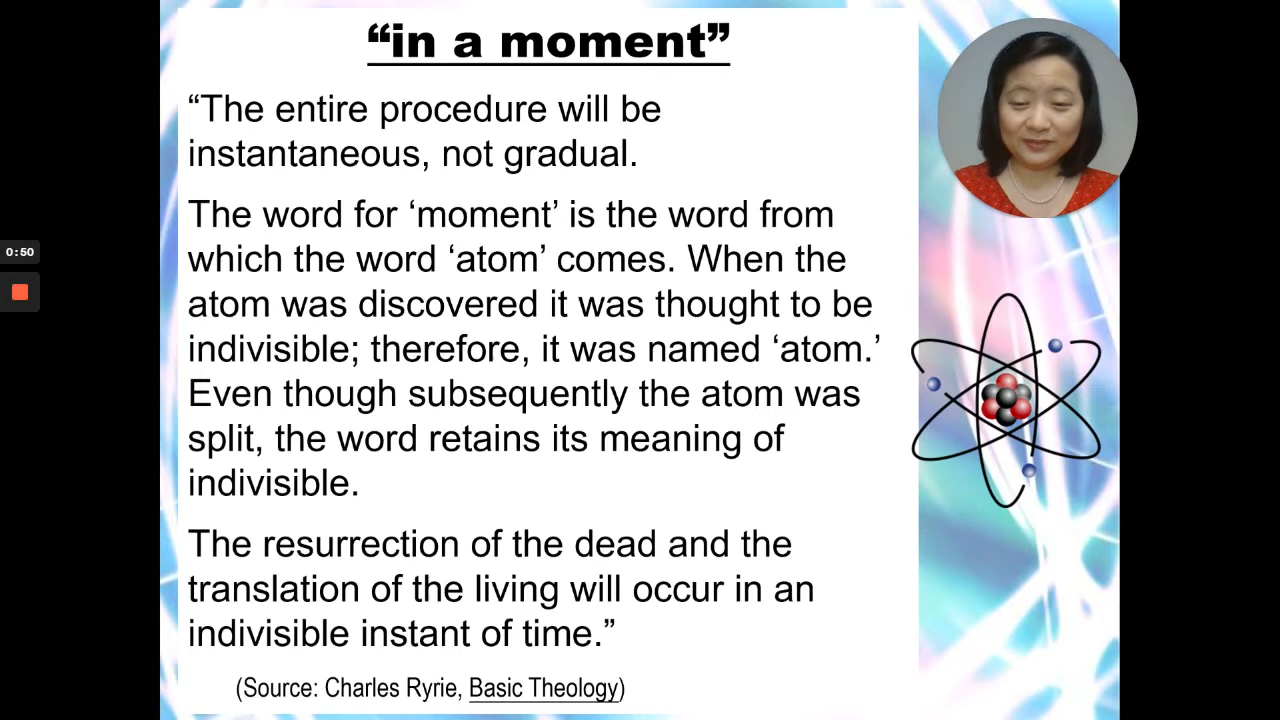 “in a moment”
“The entire procedure will be
instantaneous, not gradual.
The word for ‘moment’ is the word from
which the word ‘atom’ comes. When the
atom was discovered it was thought to be
indivisible; therefore, it was named ‘atom.’
Even though subsequently the atom was
split, the word retains its meaning of
indivisible.
The resurrection of the dead and the
translation of the living will occur in an
indivisible instant of time.”
(Source: Charles Ryrie, Basic Theology)
0:50